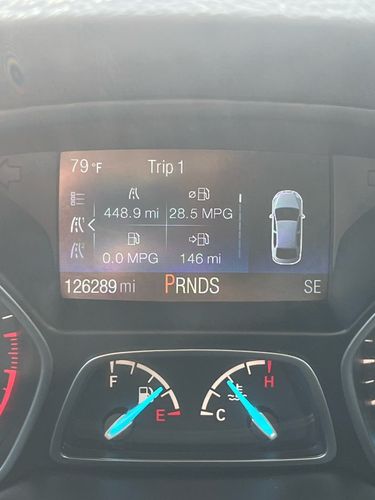 79 °F Trip 1
448.9 mi ⌀ 28.5 MPG
0.0 MPG 146 mi
126289 mi PRNDS SE
F H
E C